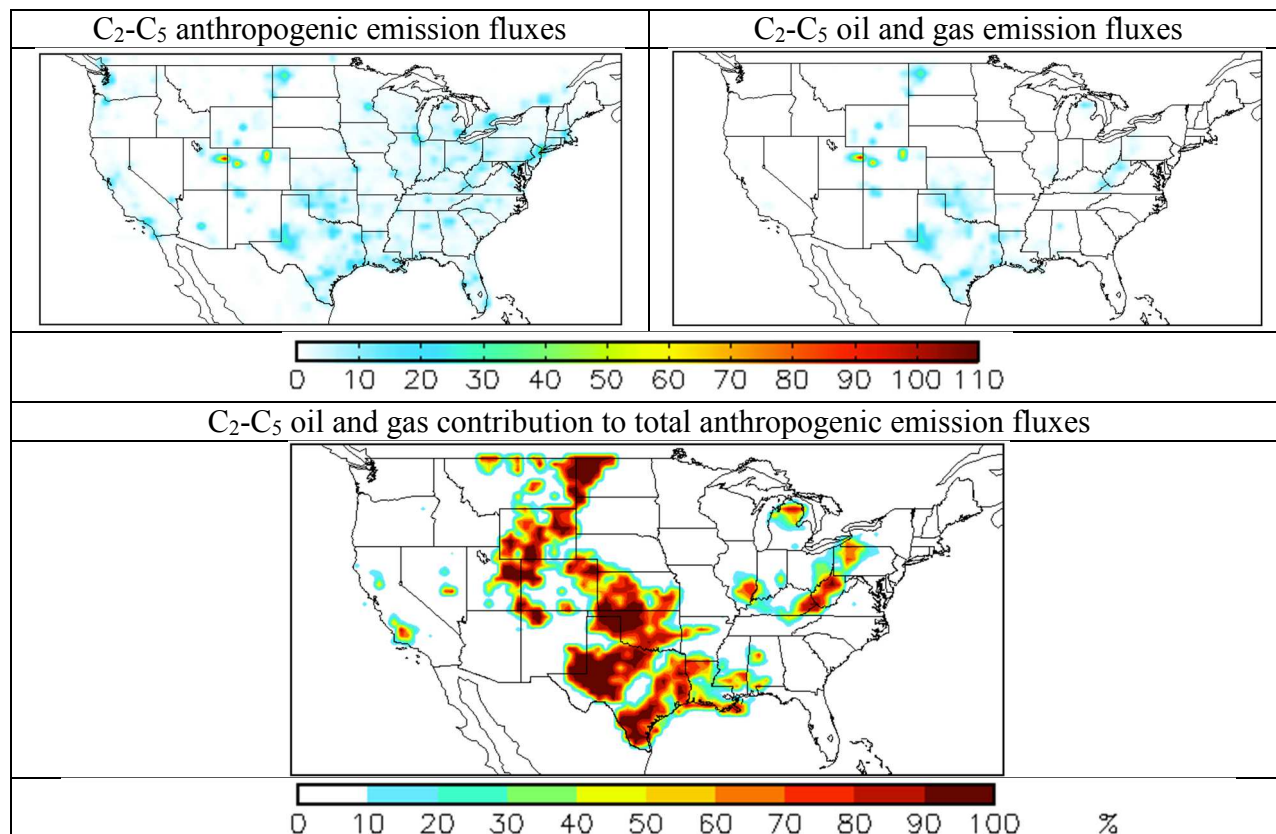 C₂-C₅ anthropogenic emission fluxes
C₂-C₅ oil and gas emission fluxes
0 10 20 30 40 50 60 70 80 90 100 110
C₂-C₅ oil and gas contribution to total anthropogenic emission fluxes
0 10 20 30 40 50 60 70 80 90 100 %